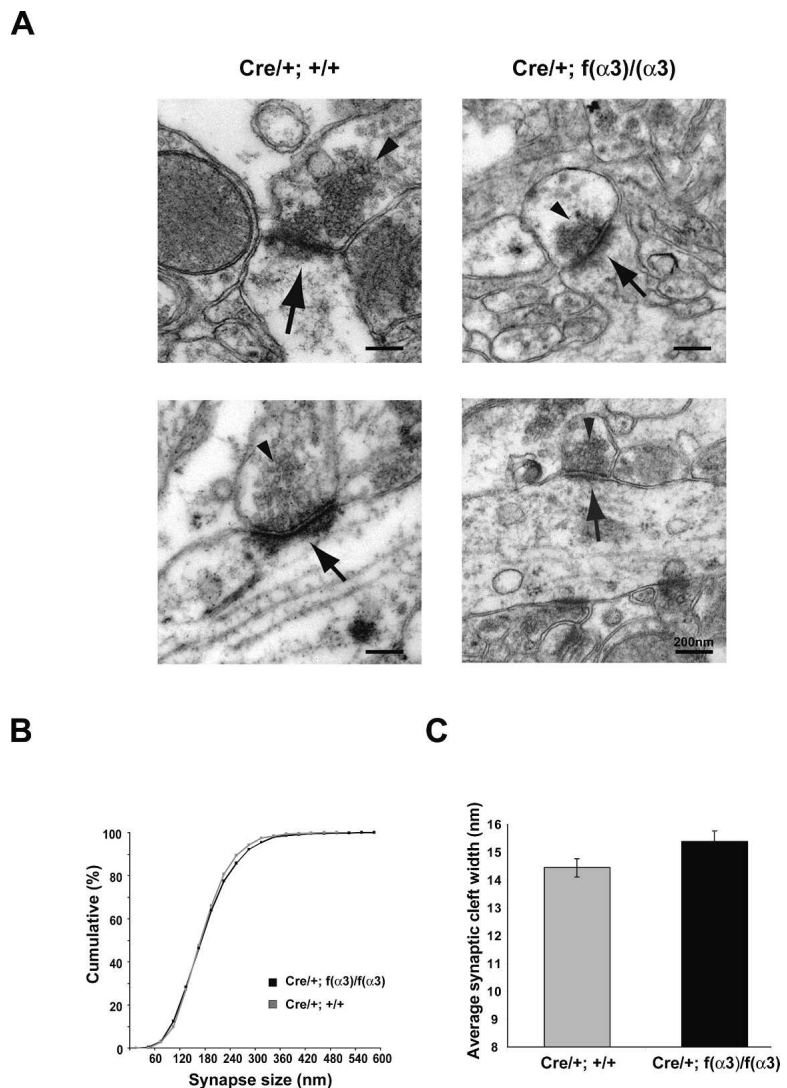 A
Cre/+; +/+
Cre/+; f(α3)/(α3)
200nm
B
Cumulative (%)
100
80
60
40
20
0
60
120
180
240
300
360
420
480
540
600
Synapse size (nm)
Cre/+; f(α3)/f(α3)
Cre/+; +/+
C
Average synaptic cleft width (nm)
16
15
14
13
12
11
10
9
8
Cre/+; +/+
Cre/+; f(α3)/f(α3)